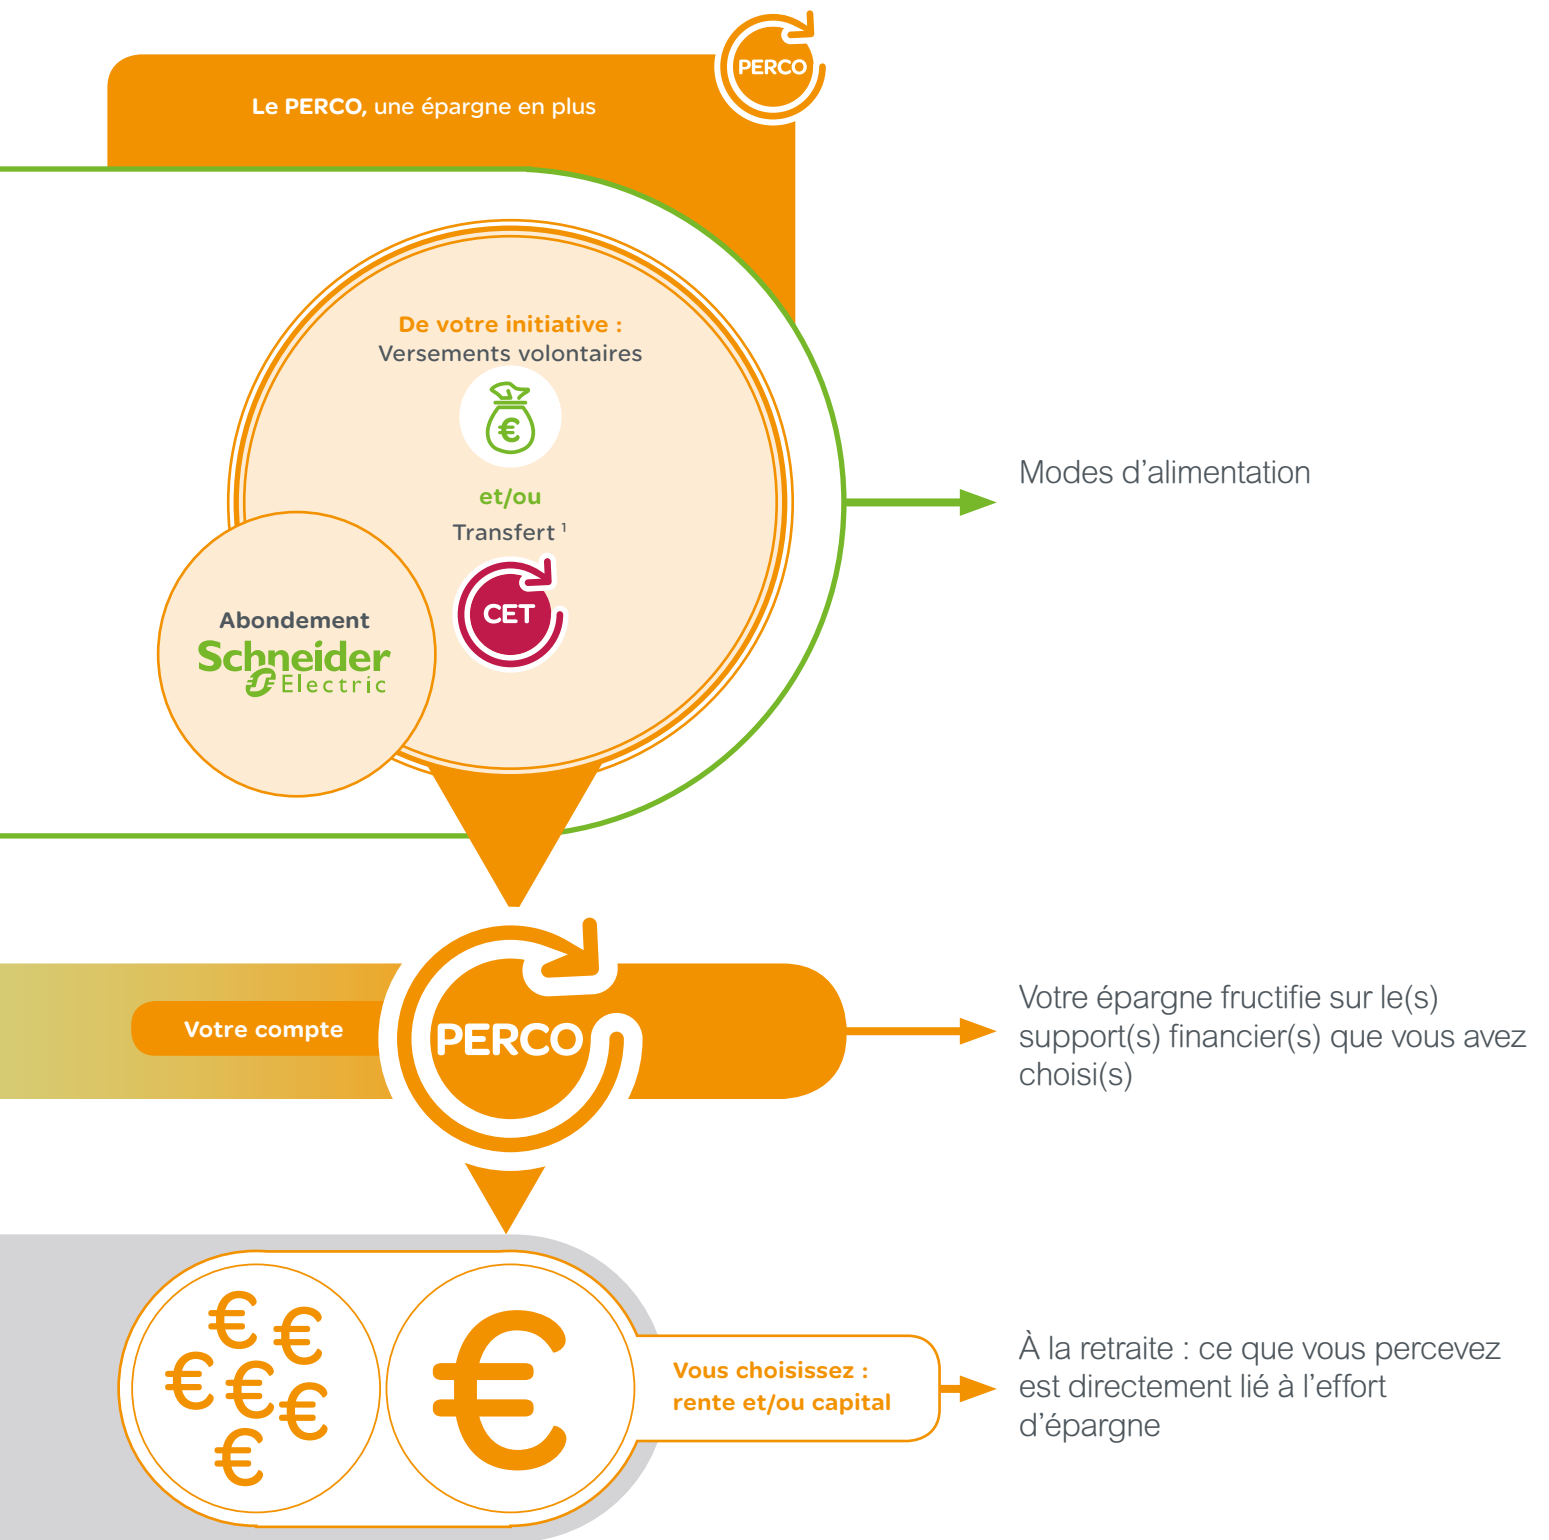 PERCO
Le PERCO, une épargne en plus
De votre initiative :
Versements volontaires
€
et/ou
Transfert ¹
CET
Abondement
Schneider
Electric
Modes d’alimentation
Votre compte
PERCO
Votre épargne fructifie sur le(s)
support(s) financier(s) que vous avez
choisi(s)
€ €
€ € €
€
€
Vous choisissez :
rente et/ou capital
À la retraite : ce que vous percevez
est directement lié à l’effort
d’épargne